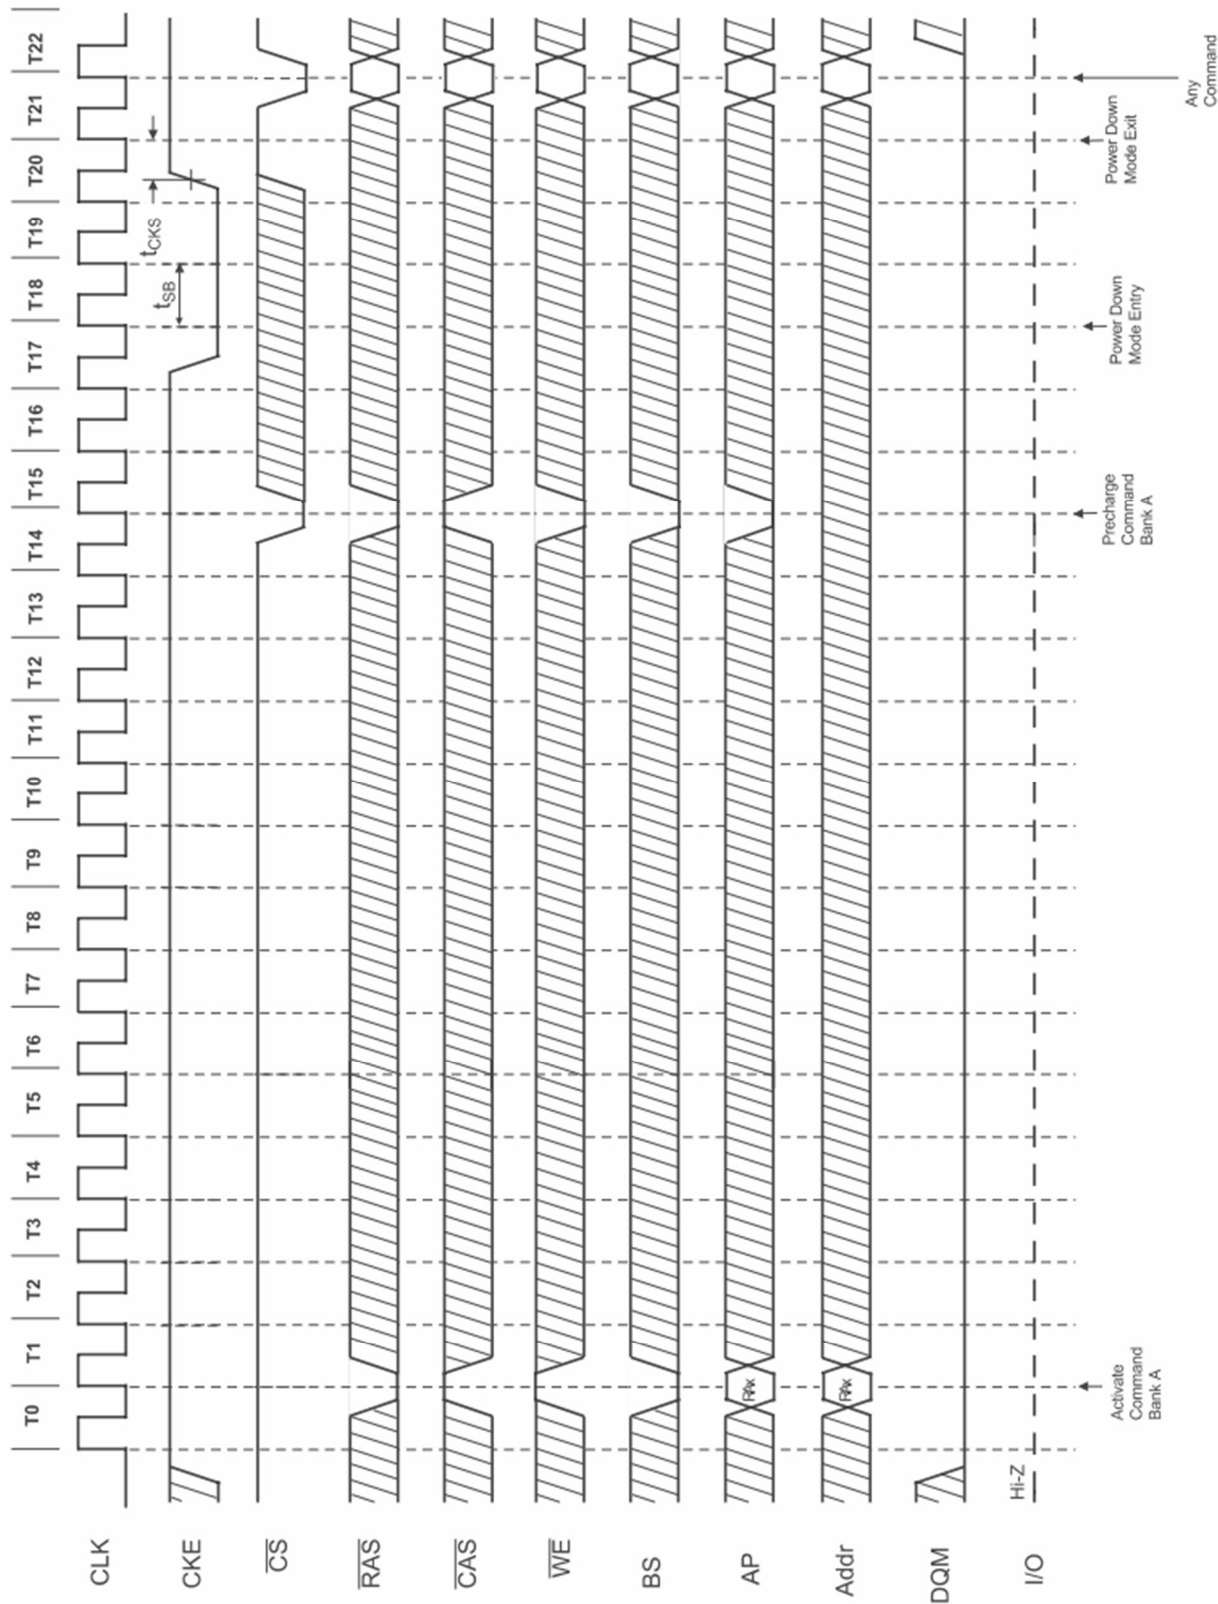 T0 T1 T2 T3 T4 T5 T6 T7 T8 T9 T10 T11 T12 T13 T14 T15 T16 T17 T18 T19 T20 T21 T22
CLK
CKE
tSB
tCKS
CS
RAS
CAS
WE
BS
AP
RAx
Addr
RAx
DQM
I/O
Hi-Z
Activate
Command
Bank A
Precharge
Command
Bank A
Power Down
Mode Entry
Power Down
Mode Exit
Any
Command